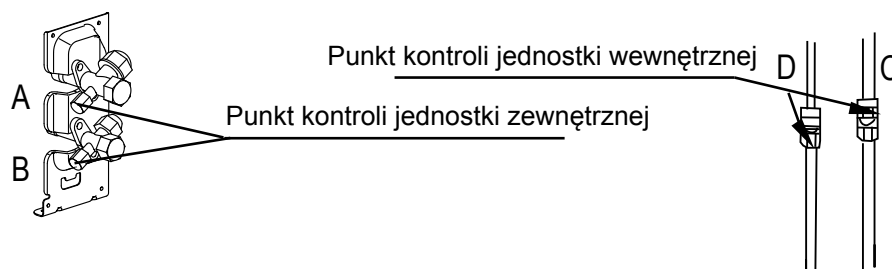 Punkt kontroli jednostki wewnętrznej
D
C
A
Punkt kontroli jednostki zewnętrznej
B